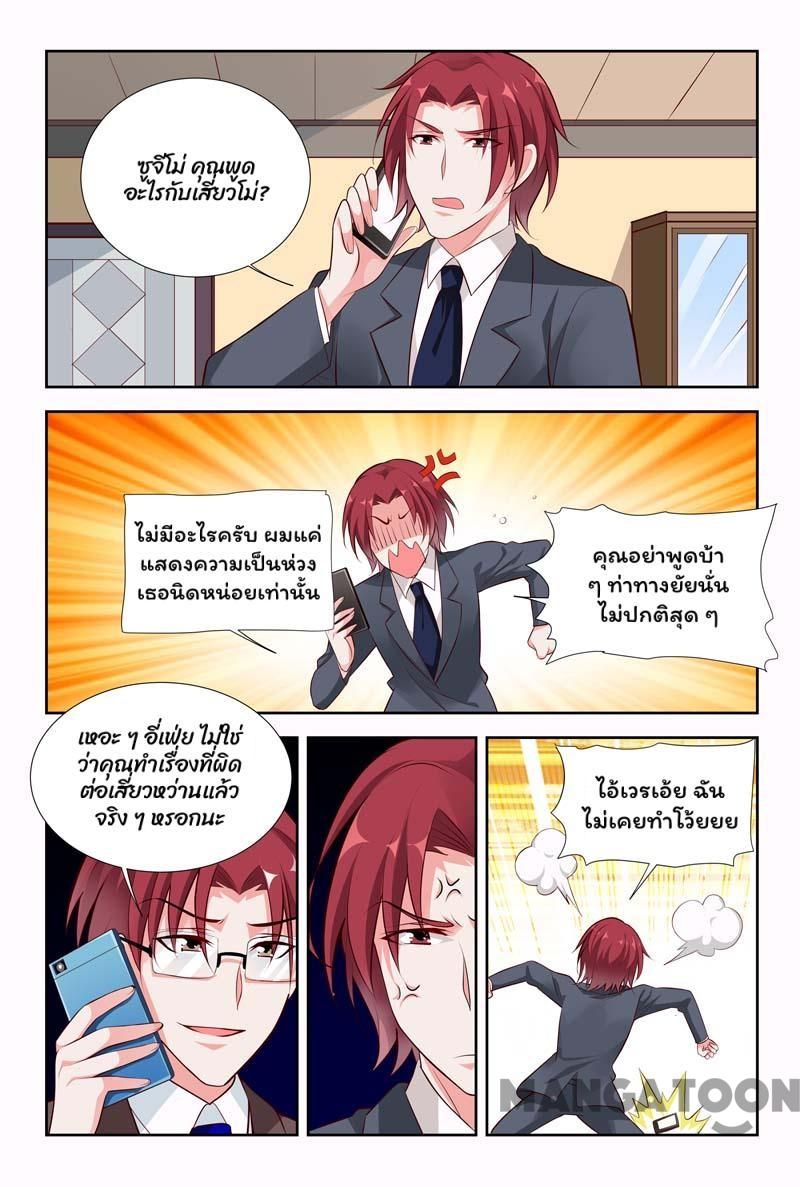 ซูจีโม่ คุณพูด
อะไรกับเสี่ยวโม่?
ไม่มีอะไรครับ ผมแค่
แสดงความเป็นห่วง
เธอนิดหน่อยเท่านั้น
คุณอย่าพูดบ้า
ๆ ท่าทางยัยนั่น
ไม่ปกติสุด ๆ
เหอะ ๆ อี่เฟย ไม่ใช่
ว่าคุณทำเรื่องที่ผิด
ต่อเสี่ยวหว่านแล้ว
จริง ๆ หรอกนะ
ไอ้เวรเอ้ย ฉัน
ไม่เคยทำโว้ยยย
MANGATOON